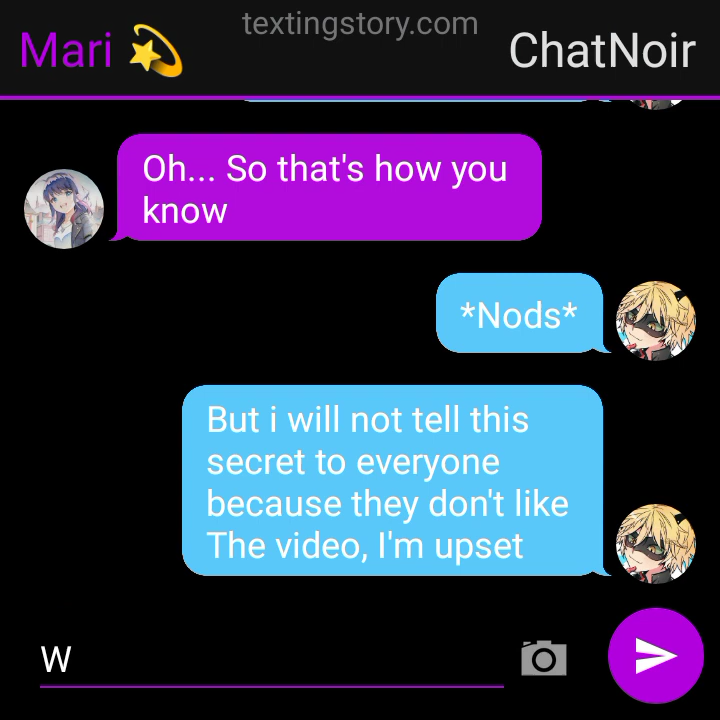 textingstory.com
Mari 💫
ChatNoir
Oh... So that's how you
know
*Nods*
But i will not tell this
secret to everyone
because they don't like
The video, I'm upset
W